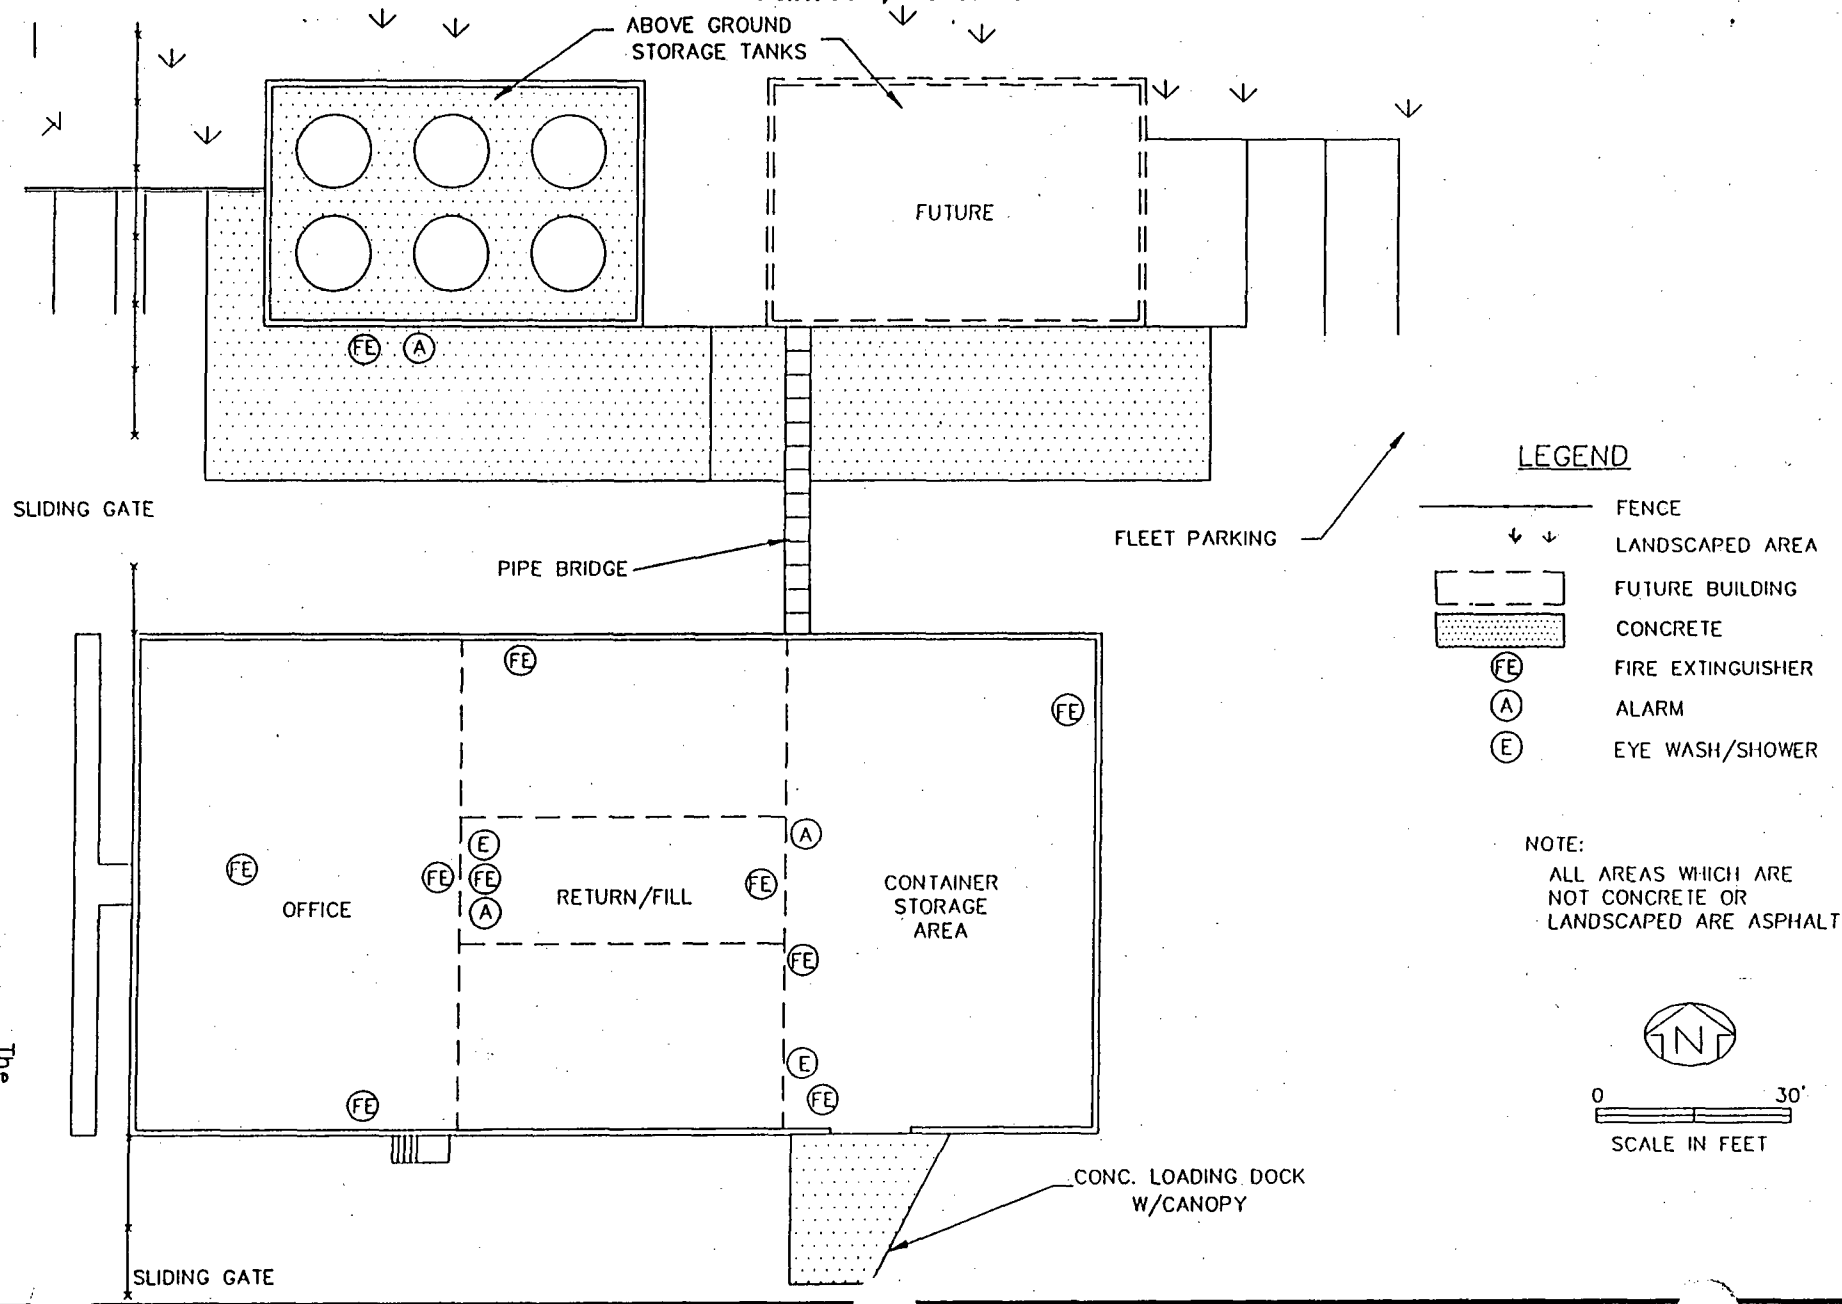 ABOVE GROUND
STORAGE TANKS
FUTURE
FE
A
SLIDING GATE
PIPE BRIDGE
FLEET PARKING
LEGEND
FENCE
LANDSCAPED AREA
FUTURE BUILDING
CONCRETE
FE FIRE EXTINGUISHER
A ALARM
E EYE WASH/SHOWER
FE
FE
A
E
FE
FE
FE
A
FE
OFFICE
RETURN/FILL
CONTAINER
STORAGE
AREA
FE
E
FE
FE
NOTE:
ALL AREAS WHICH ARE
NOT CONCRETE OR
LANDSCAPED ARE ASPHALT
N
0 30'
SCALE IN FEET
The
CONC. LOADING DOCK
W/CANOPY
SLIDING GATE